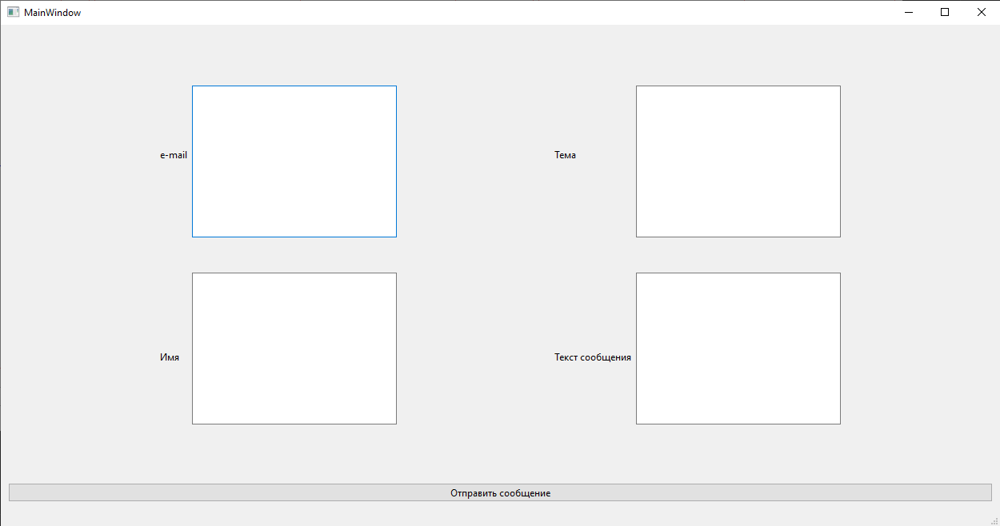 MainWindow
e-mail
Тема
Имя
Текст сообщения
Отправить сообщение